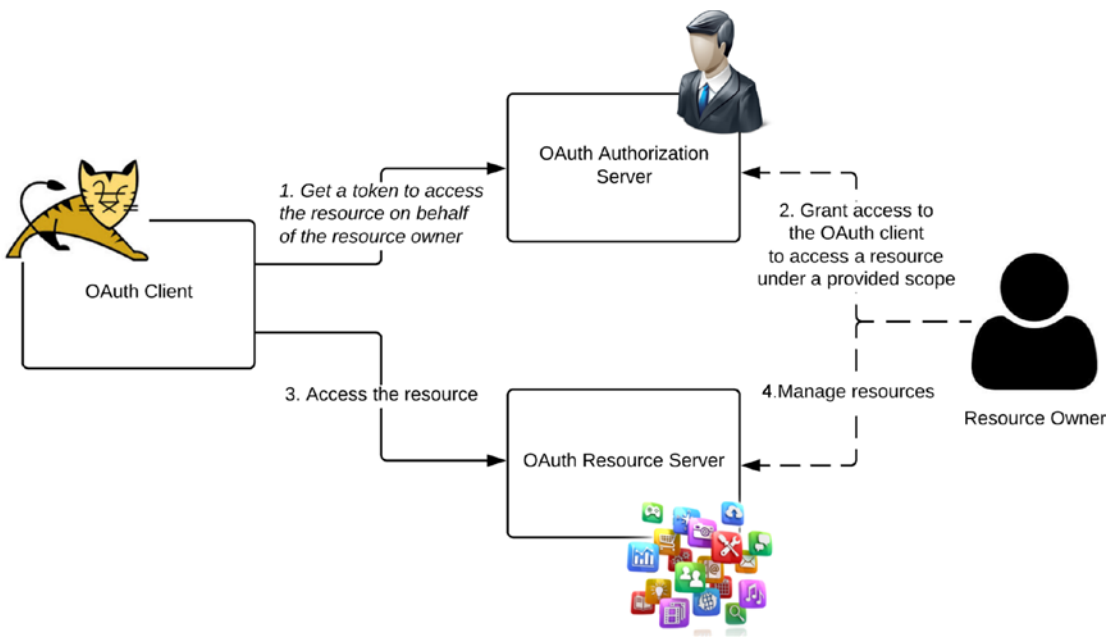 OAuth Authorization
Server
1. Get a token to access
the resource on behalf
of the resource owner
2. Grant access to
the OAuth client
to access a resource
under a provided scope
OAuth Client
3. Access the resource
4.Manage resources
Resource Owner
OAuth Resource Server